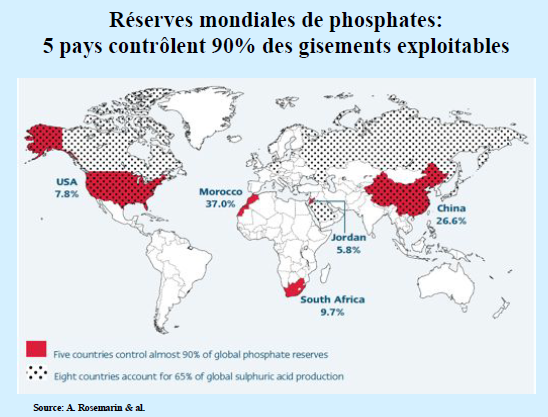 Réserves mondiales de phosphates:
5 pays contrôlent 90% des gisements exploitables
USA
7.8%
Morocco
37.0%
China
26.6%
Jordan
5.8%
South Africa
9.7%
Five countries control almost 90% of global phosphate reserves
Eight countries account for 65% of global sulphuric acid production
Source: A. Rosemarin & al.